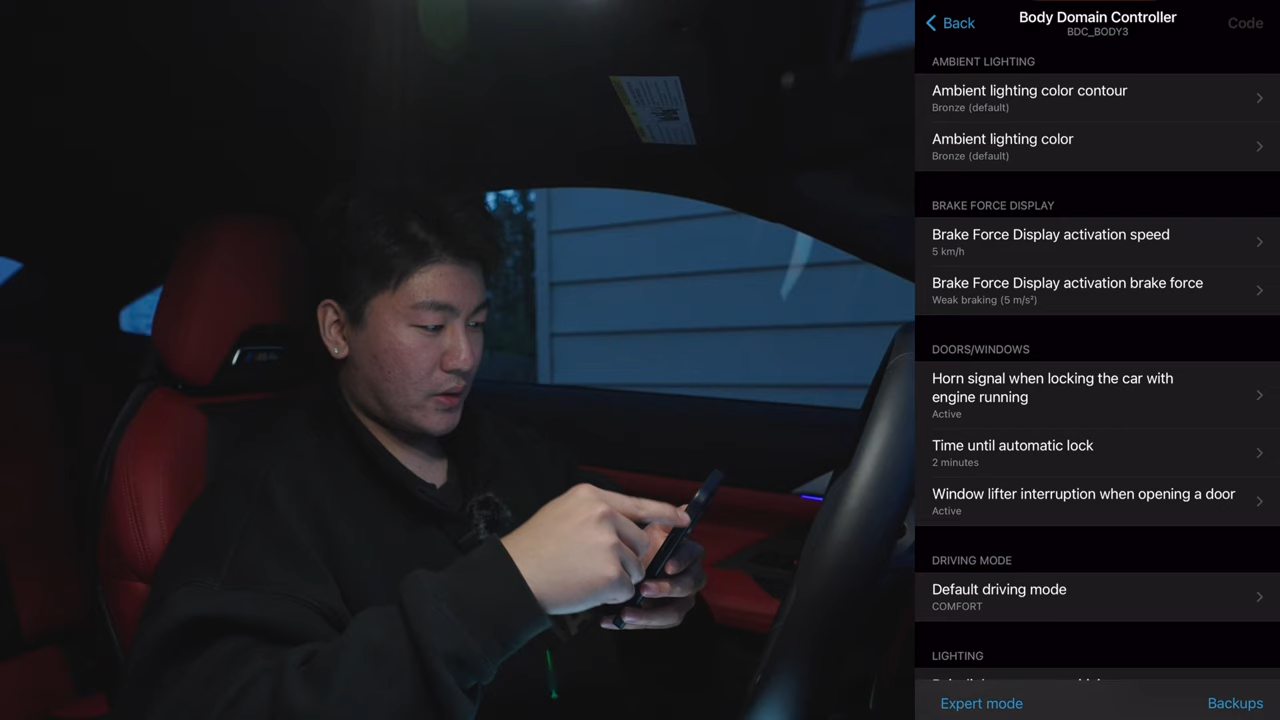 Back
Body Domain Controller
BDC_BODY3
Code
AMBIENT LIGHTING
Ambient lighting color contour
Bronze (default)
Ambient lighting color
Bronze (default)
BRAKE FORCE DISPLAY
Brake Force Display activation speed
5 km/h
Brake Force Display activation brake force
Weak braking (5 m/s²)
DOORS/WINDOWS
Horn signal when locking the car with
engine running
Active
Time until automatic lock
2 minutes
Window lifter interruption when opening a door
Active
DRIVING MODE
Default driving mode
COMFORT
LIGHTING
Expert mode
Backups